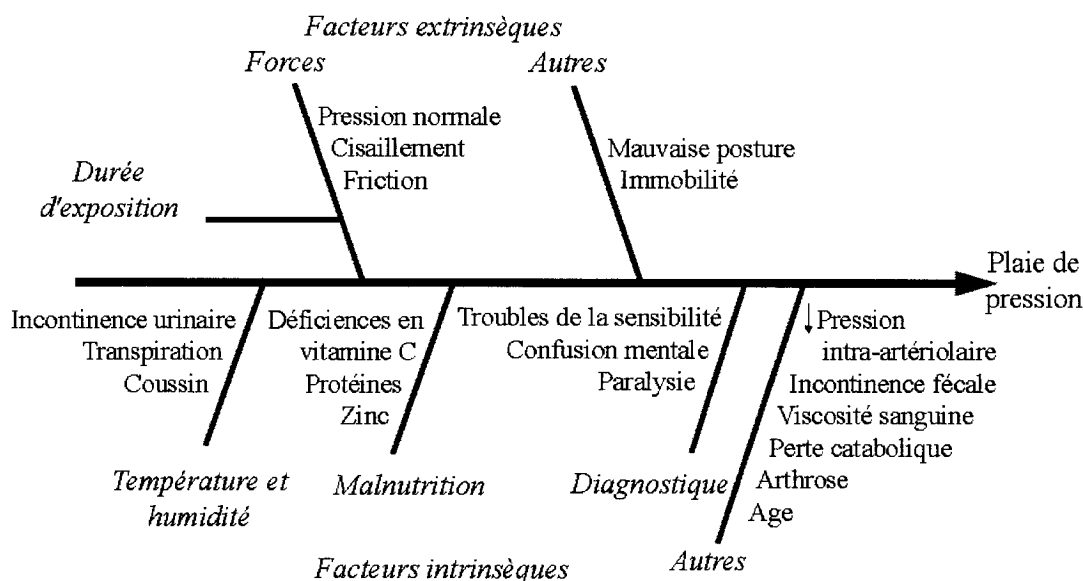 Facteurs extrinsèques
Forces
Autres
Pression normale
Cisaillement
Friction
Mauvaise posture
Immobilité
Durée
d'exposition
Plaie de
pression
Incontinence urinaire
Transpiration
Coussin
Déficiences en
vitamine C
Protéines
Zinc
Troubles de la sensibilité
Confusion mentale
Paralysie
↓Pression
intra-artériolaire
Incontinence fécale
Viscosité sanguine
Perte catabolique
Arthrose
Age
Température et
humidité
Malnutrition
Diagnostique
Autres
Facteurs intrinsèques